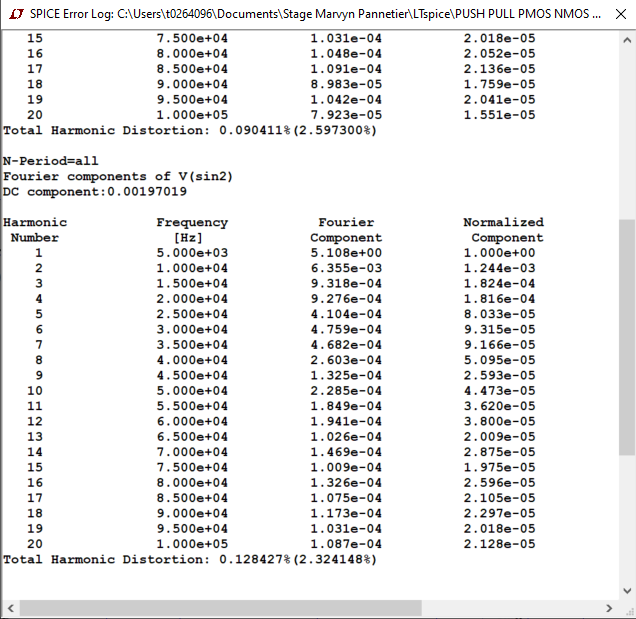 SPICE Error Log: C:\Users\t0264096\Documents\Stage Marvyn Pannetier\LTspice\PUSH PULL PMOS NMOS ...
15 7.500e+04 1.031e-04 2.018e-05
16 8.000e+04 1.048e-04 2.052e-05
17 8.500e+04 1.091e-04 2.136e-05
18 9.000e+04 8.983e-05 1.759e-05
19 9.500e+04 1.042e-04 2.041e-05
20 1.000e+05 7.923e-05 1.551e-05
Total Harmonic Distortion: 0.090411%(2.597300%)
N-Period=all
Fourier components of V(sin2)
DC component:0.00197019
Harmonic Frequency Fourier Normalized
Number [Hz] Component Component
1 5.000e+03 5.108e+00 1.000e+00
2 1.000e+04 6.355e-03 1.244e-03
3 1.500e+04 9.318e-04 1.824e-04
4 2.000e+04 9.276e-04 1.816e-04
5 2.500e+04 4.104e-04 8.033e-05
6 3.000e+04 4.759e-04 9.315e-05
7 3.500e+04 4.682e-04 9.166e-05
8 4.000e+04 2.603e-04 5.095e-05
9 4.500e+04 1.325e-04 2.593e-05
10 5.000e+04 2.285e-04 4.473e-05
11 5.500e+04 1.849e-04 3.620e-05
12 6.000e+04 1.941e-04 3.800e-05
13 6.500e+04 1.026e-04 2.009e-05
14 7.000e+04 1.469e-04 2.875e-05
15 7.500e+04 1.009e-04 1.975e-05
16 8.000e+04 1.326e-04 2.596e-05
17 8.500e+04 1.075e-04 2.105e-05
18 9.000e+04 1.173e-04 2.297e-05
19 9.500e+04 1.031e-04 2.018e-05
20 1.000e+05 1.087e-04 2.128e-05
Total Harmonic Distortion: 0.128427%(2.324148%)